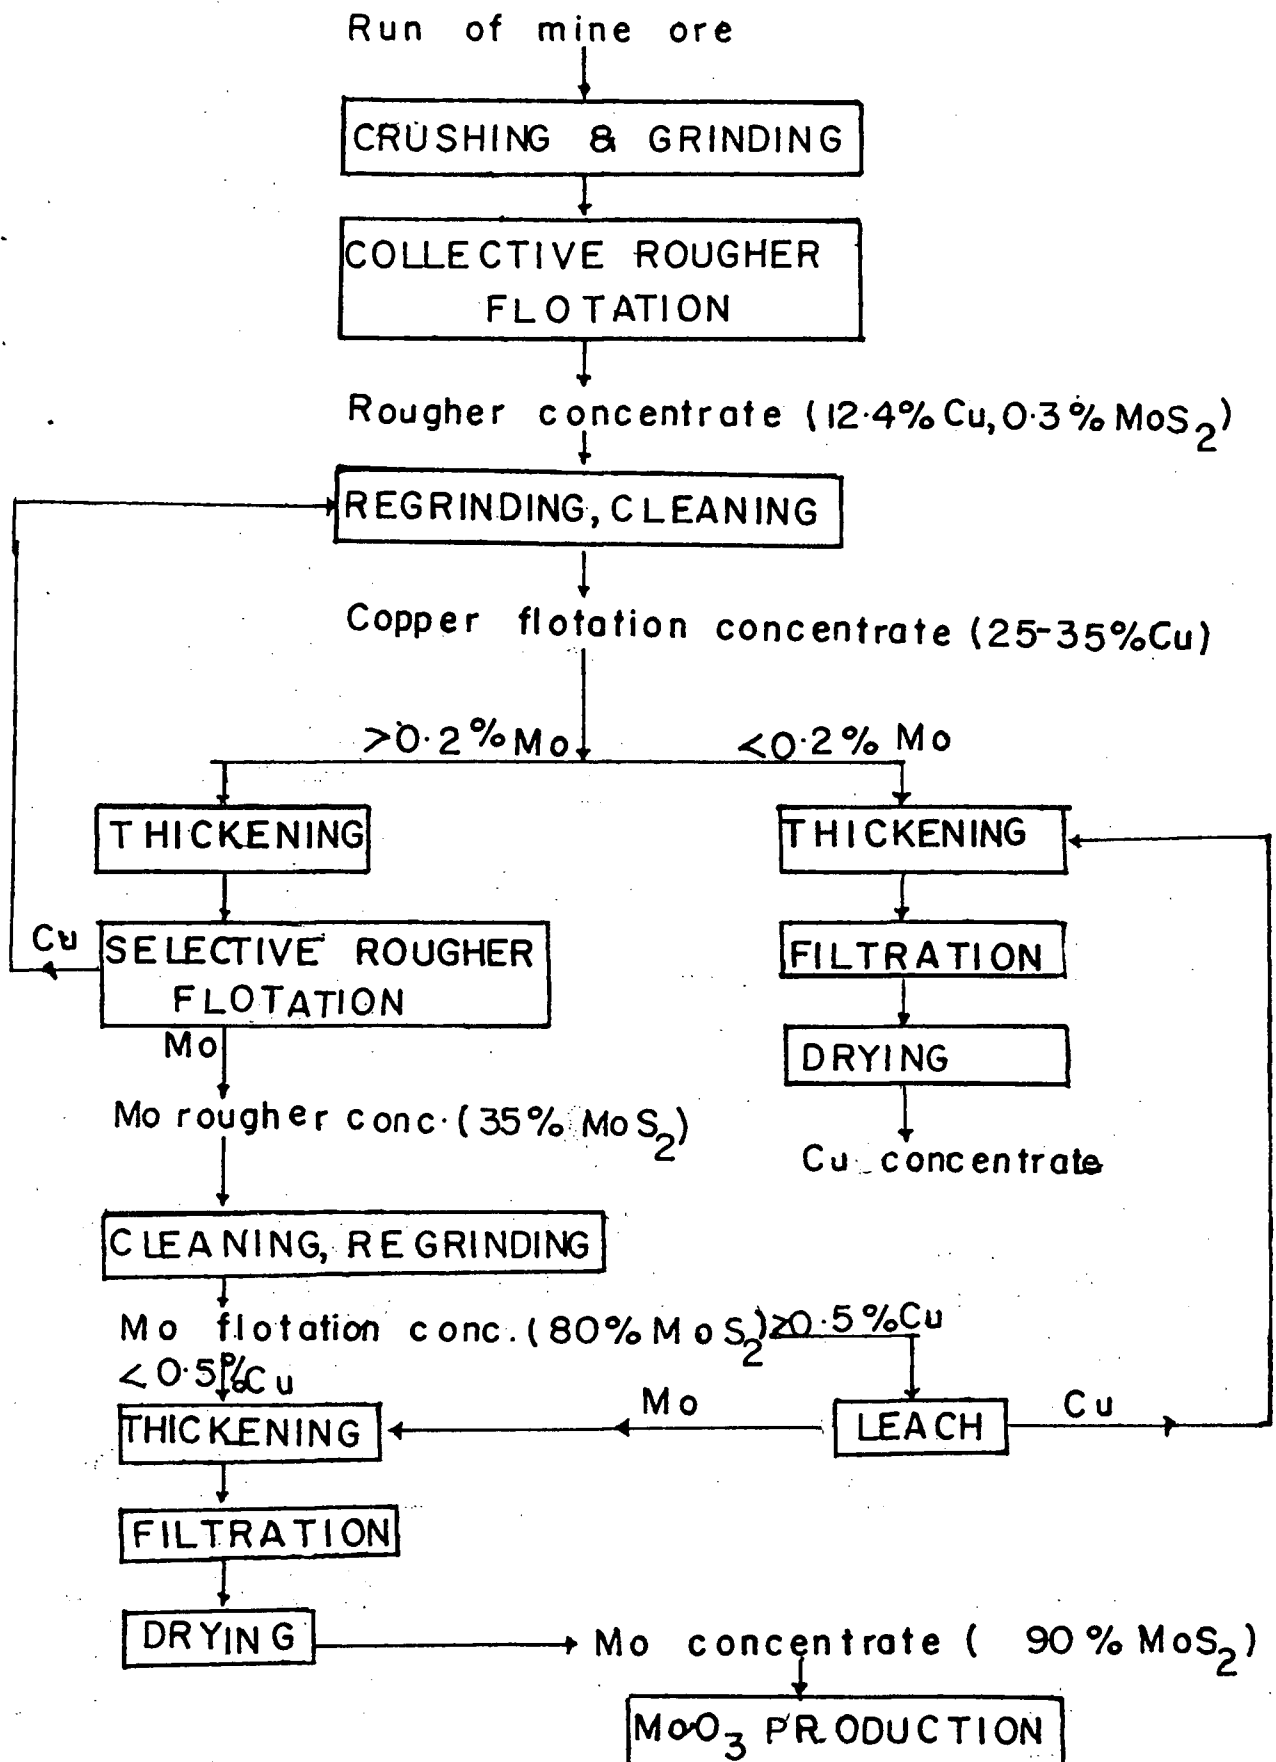 Run of mine ore
CRUSHING & GRINDING
COLLECTIVE ROUGHER
FLOTATION
Rougher concentrate (12.4% Cu, 0.3% MoS₂)
REGRINDING, CLEANING
Copper flotation concentrate (25-35%Cu)
>0.2% Mo
<0.2% Mo
THICKENING
THICKENING
Cu
SELECTIVE ROUGHER
FLOTATION
FILTRATION
Mo
DRYING
Mo rougher conc. (35% MoS₂)
Cu concentrate
CLEANING, REGRINDING
Mo flotation conc. (80% MoS₂)
≥0.5%Cu
<0.5%Cu
THICKENING
Mo
LEACH
Cu
FILTRATION
DRYING
Mo concentrate ( 90% MoS₂)
MoO₃ PRODUCTION